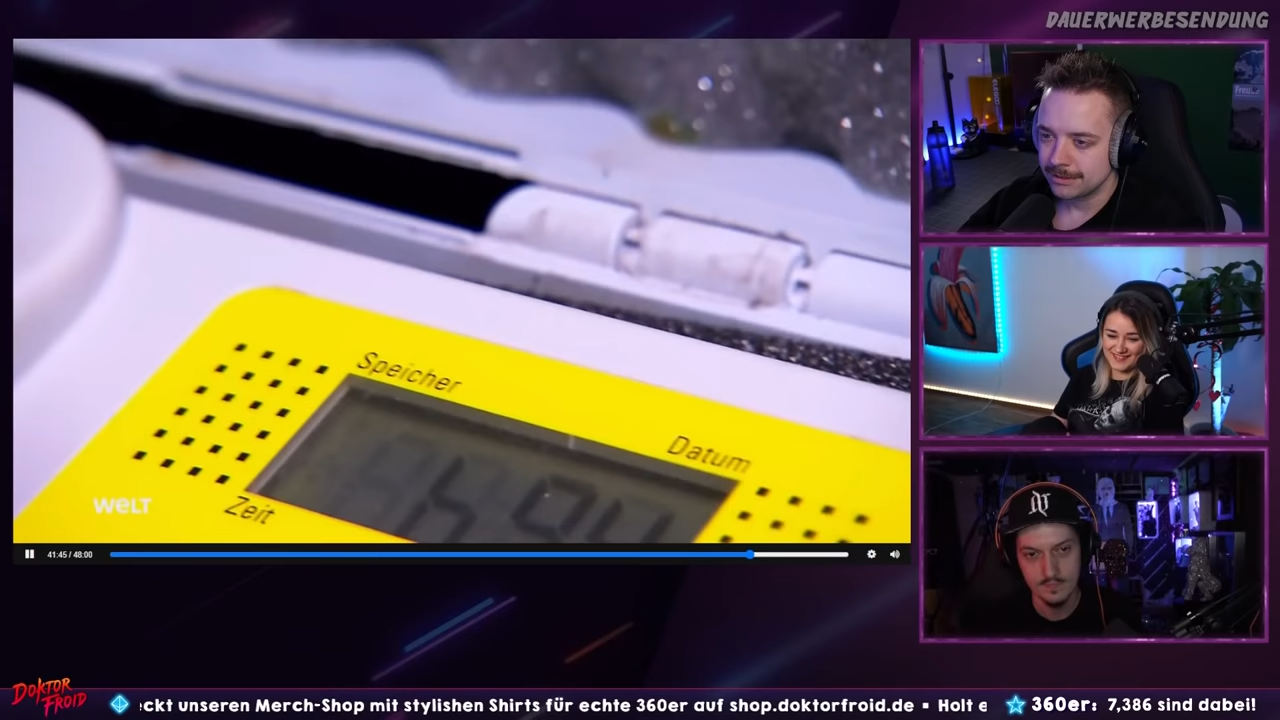 DAUERWERBESENDUNG
Speicher
Datum
Zeit
WELT
41:45 / 48:00
DOKTOR
FROID
ckt unseren Merch-Shop mit stylishen Shirts für echte 360er auf shop.doktorfroid.de ▪ Holt e
360er: 7,386 sind dabei!